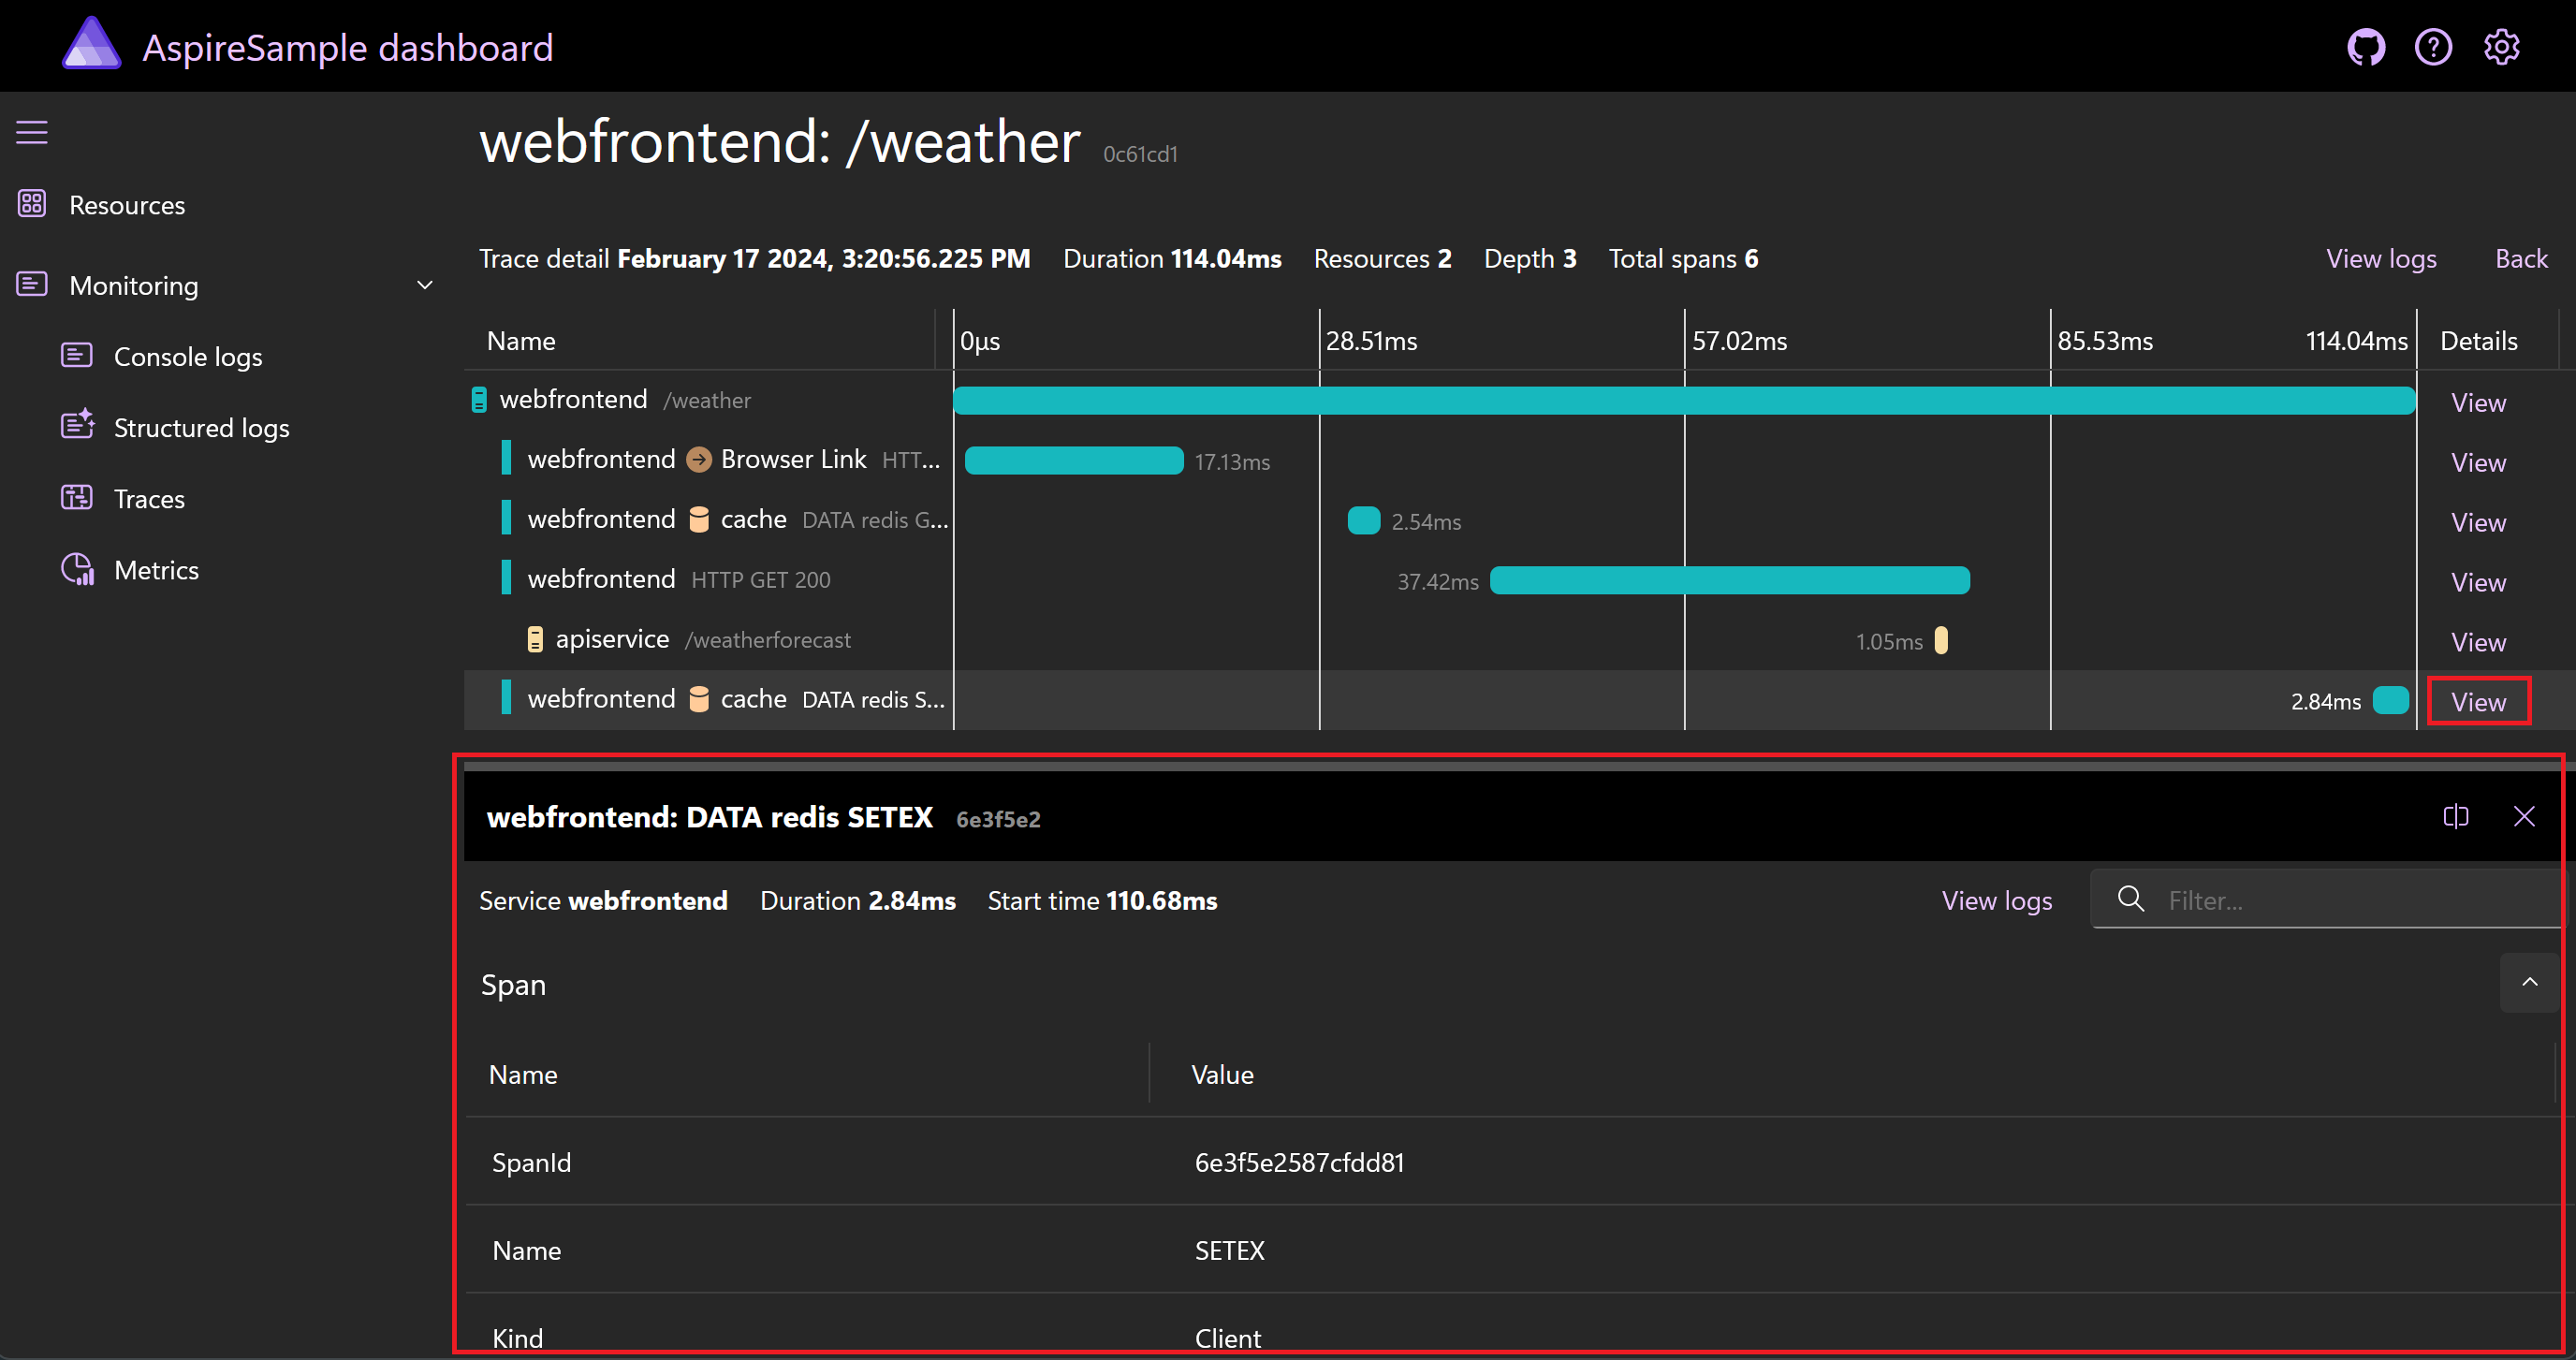 AspireSample dashboard
Resources
Monitoring
Console logs
Structured logs
Traces
Metrics
webfrontend: /weather 0c61cd1
Trace detail February 17 2024, 3:20:56.225 PM Duration 114.04ms Resources 2 Depth 3 Total spans 6 View logs Back
Name 0μs 28.51ms 57.02ms 85.53ms 114.04ms Details
webfrontend /weather View
webfrontend Browser Link HTT... 17.13ms View
webfrontend cache DATA redis G... 2.54ms View
webfrontend HTTP GET 200 37.42ms View
apiservice /weatherforecast 1.05ms View
webfrontend cache DATA redis S... 2.84ms View
webfrontend: DATA redis SETEX 6e3f5e2
Service webfrontend Duration 2.84ms Start time 110.68ms View logs Filter...
Span
Name Value
SpanId 6e3f5e2587cfdd81
Name SETEX
Kind Client